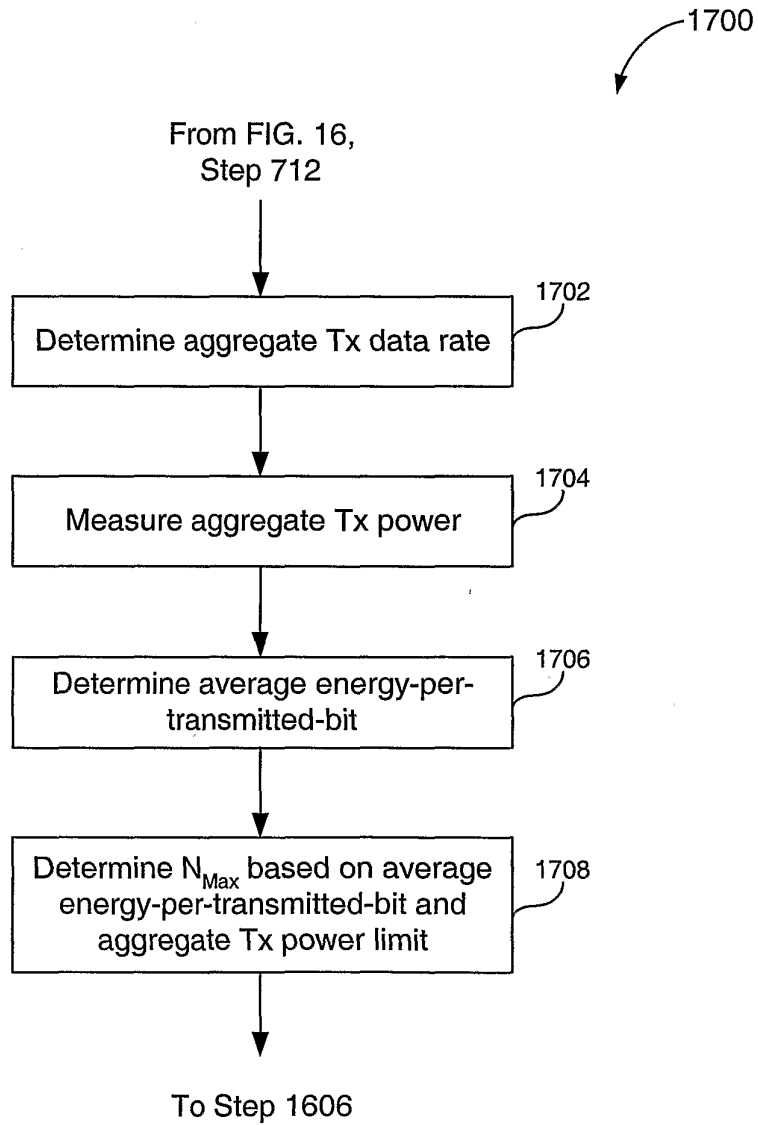 1700
From FIG. 16,
Step 712
1702
Determine aggregate Tx data rate
1704
Measure aggregate Tx power
1706
Determine average energy-per-
transmitted-bit
1708
Determine NMax based on average
energy-per-transmitted-bit and
aggregate Tx power limit
To Step 1606